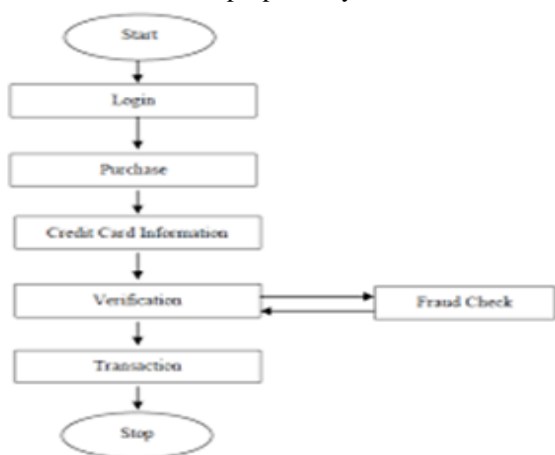 Start
Login
Purchase
Credit Card Information
Verification
Fraud Check
Transaction
Stop